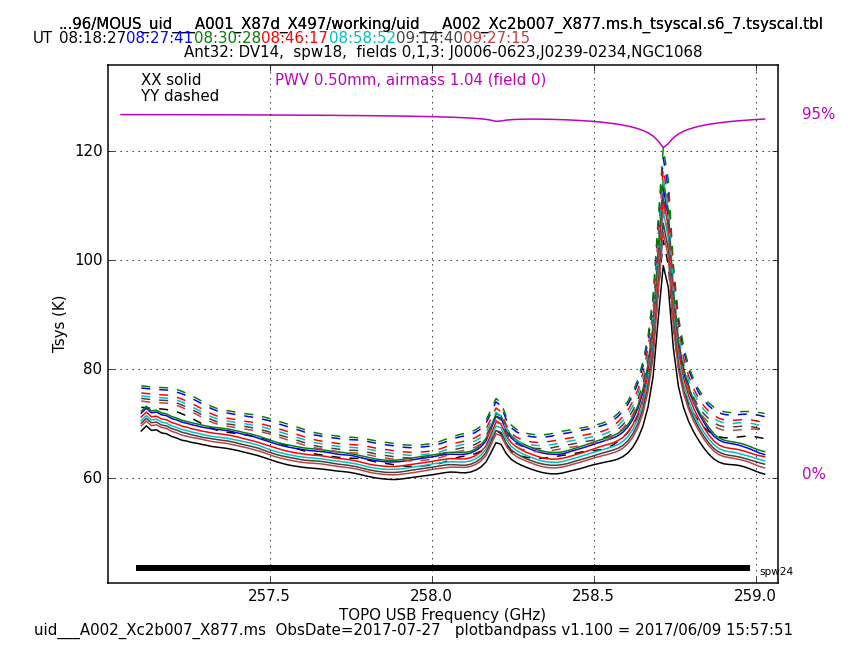 ...96/MOUS_uid___A001_X87d_X497/working/uid___A002_Xc2b007_X877.ms.h_tsyscal.s6_7.tsyscal.tbl
UT 08:18:27 08:27:41 08:30:28 08:46:17 08:58:52 09:14:40 09:27:15
Ant32: DV14,  spw18,  fields 0,1,3: J0006-0623,J0239-0234,NGC1068
XX solid PWV 0.50mm, airmass 1.04 (field 0)
YY dashed
95%
120
100
Tsys (K)
80
60
0%
spw24
257.5 258.0 258.5 259.0
TOPO USB Frequency (GHz)
uid___A002_Xc2b007_X877.ms  ObsDate=2017-07-27   plotbandpass v1.100 = 2017/06/09 15:57:51